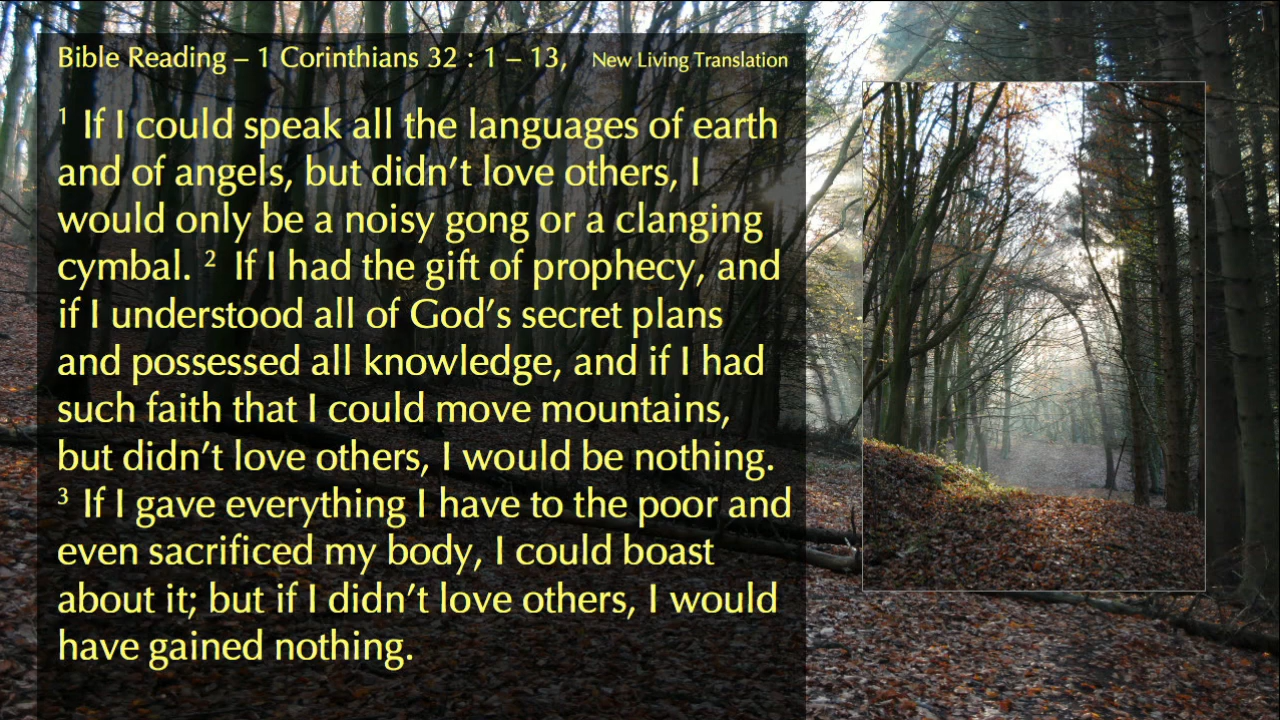 Bible Reading – 1 Corinthians 32 : 1 – 13, New Living Translation
1 If I could speak all the languages of earth
and of angels, but didn’t love others, I
would only be a noisy gong or a clanging
cymbal. 2 If I had the gift of prophecy, and
if I understood all of God’s secret plans
and possessed all knowledge, and if I had
such faith that I could move mountains,
but didn’t love others, I would be nothing.
3 If I gave everything I have to the poor and
even sacrificed my body, I could boast
about it; but if I didn’t love others, I would
have gained nothing.